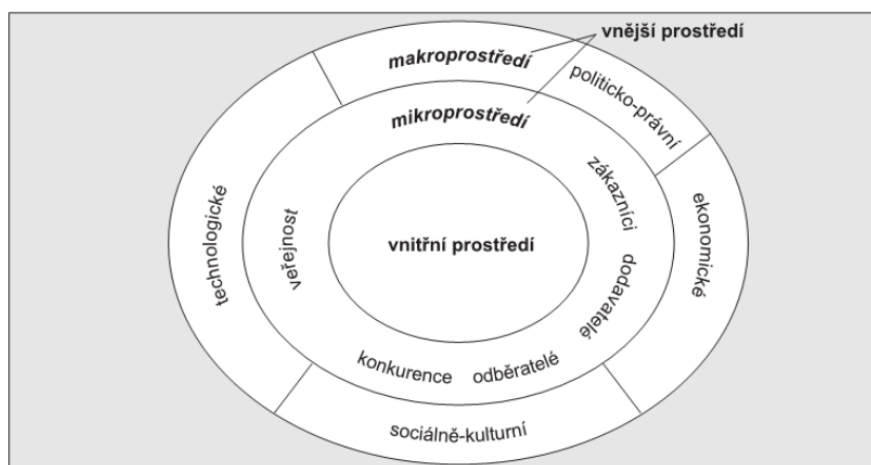 vnější prostředí
makroprostředí
politicko-právní
mikroprostředí
zákazníci
ekonomické
technologické
veřejnost
vnitřní prostředí
dodavatelé
konkurence
odběratelé
sociálně-kulturní